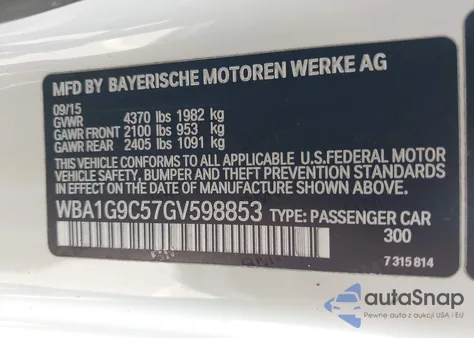 MFD BY BAYERISCHE MOTOREN WERKE AG
09/15
GVWR 4370 lbs 1982 kg
GAWR FRONT 2100 lbs 953 kg
GAWR REAR 2405 lbs 1091 kg
THIS VEHICLE CONFORMS TO ALL APPLICABLE U.S.FEDERAL MOTOR
VEHICLE SAFETY, BUMPER AND THEFT PREVENTION STANDARDS
IN EFFECT ON THE DATE OF MANUFACTURE SHOWN ABOVE.
WBA1G9C57GV598853 TYPE: PASSENGER CAR
300
7 315 814
autoSnap
Pewne auta z aukcji USA i EU